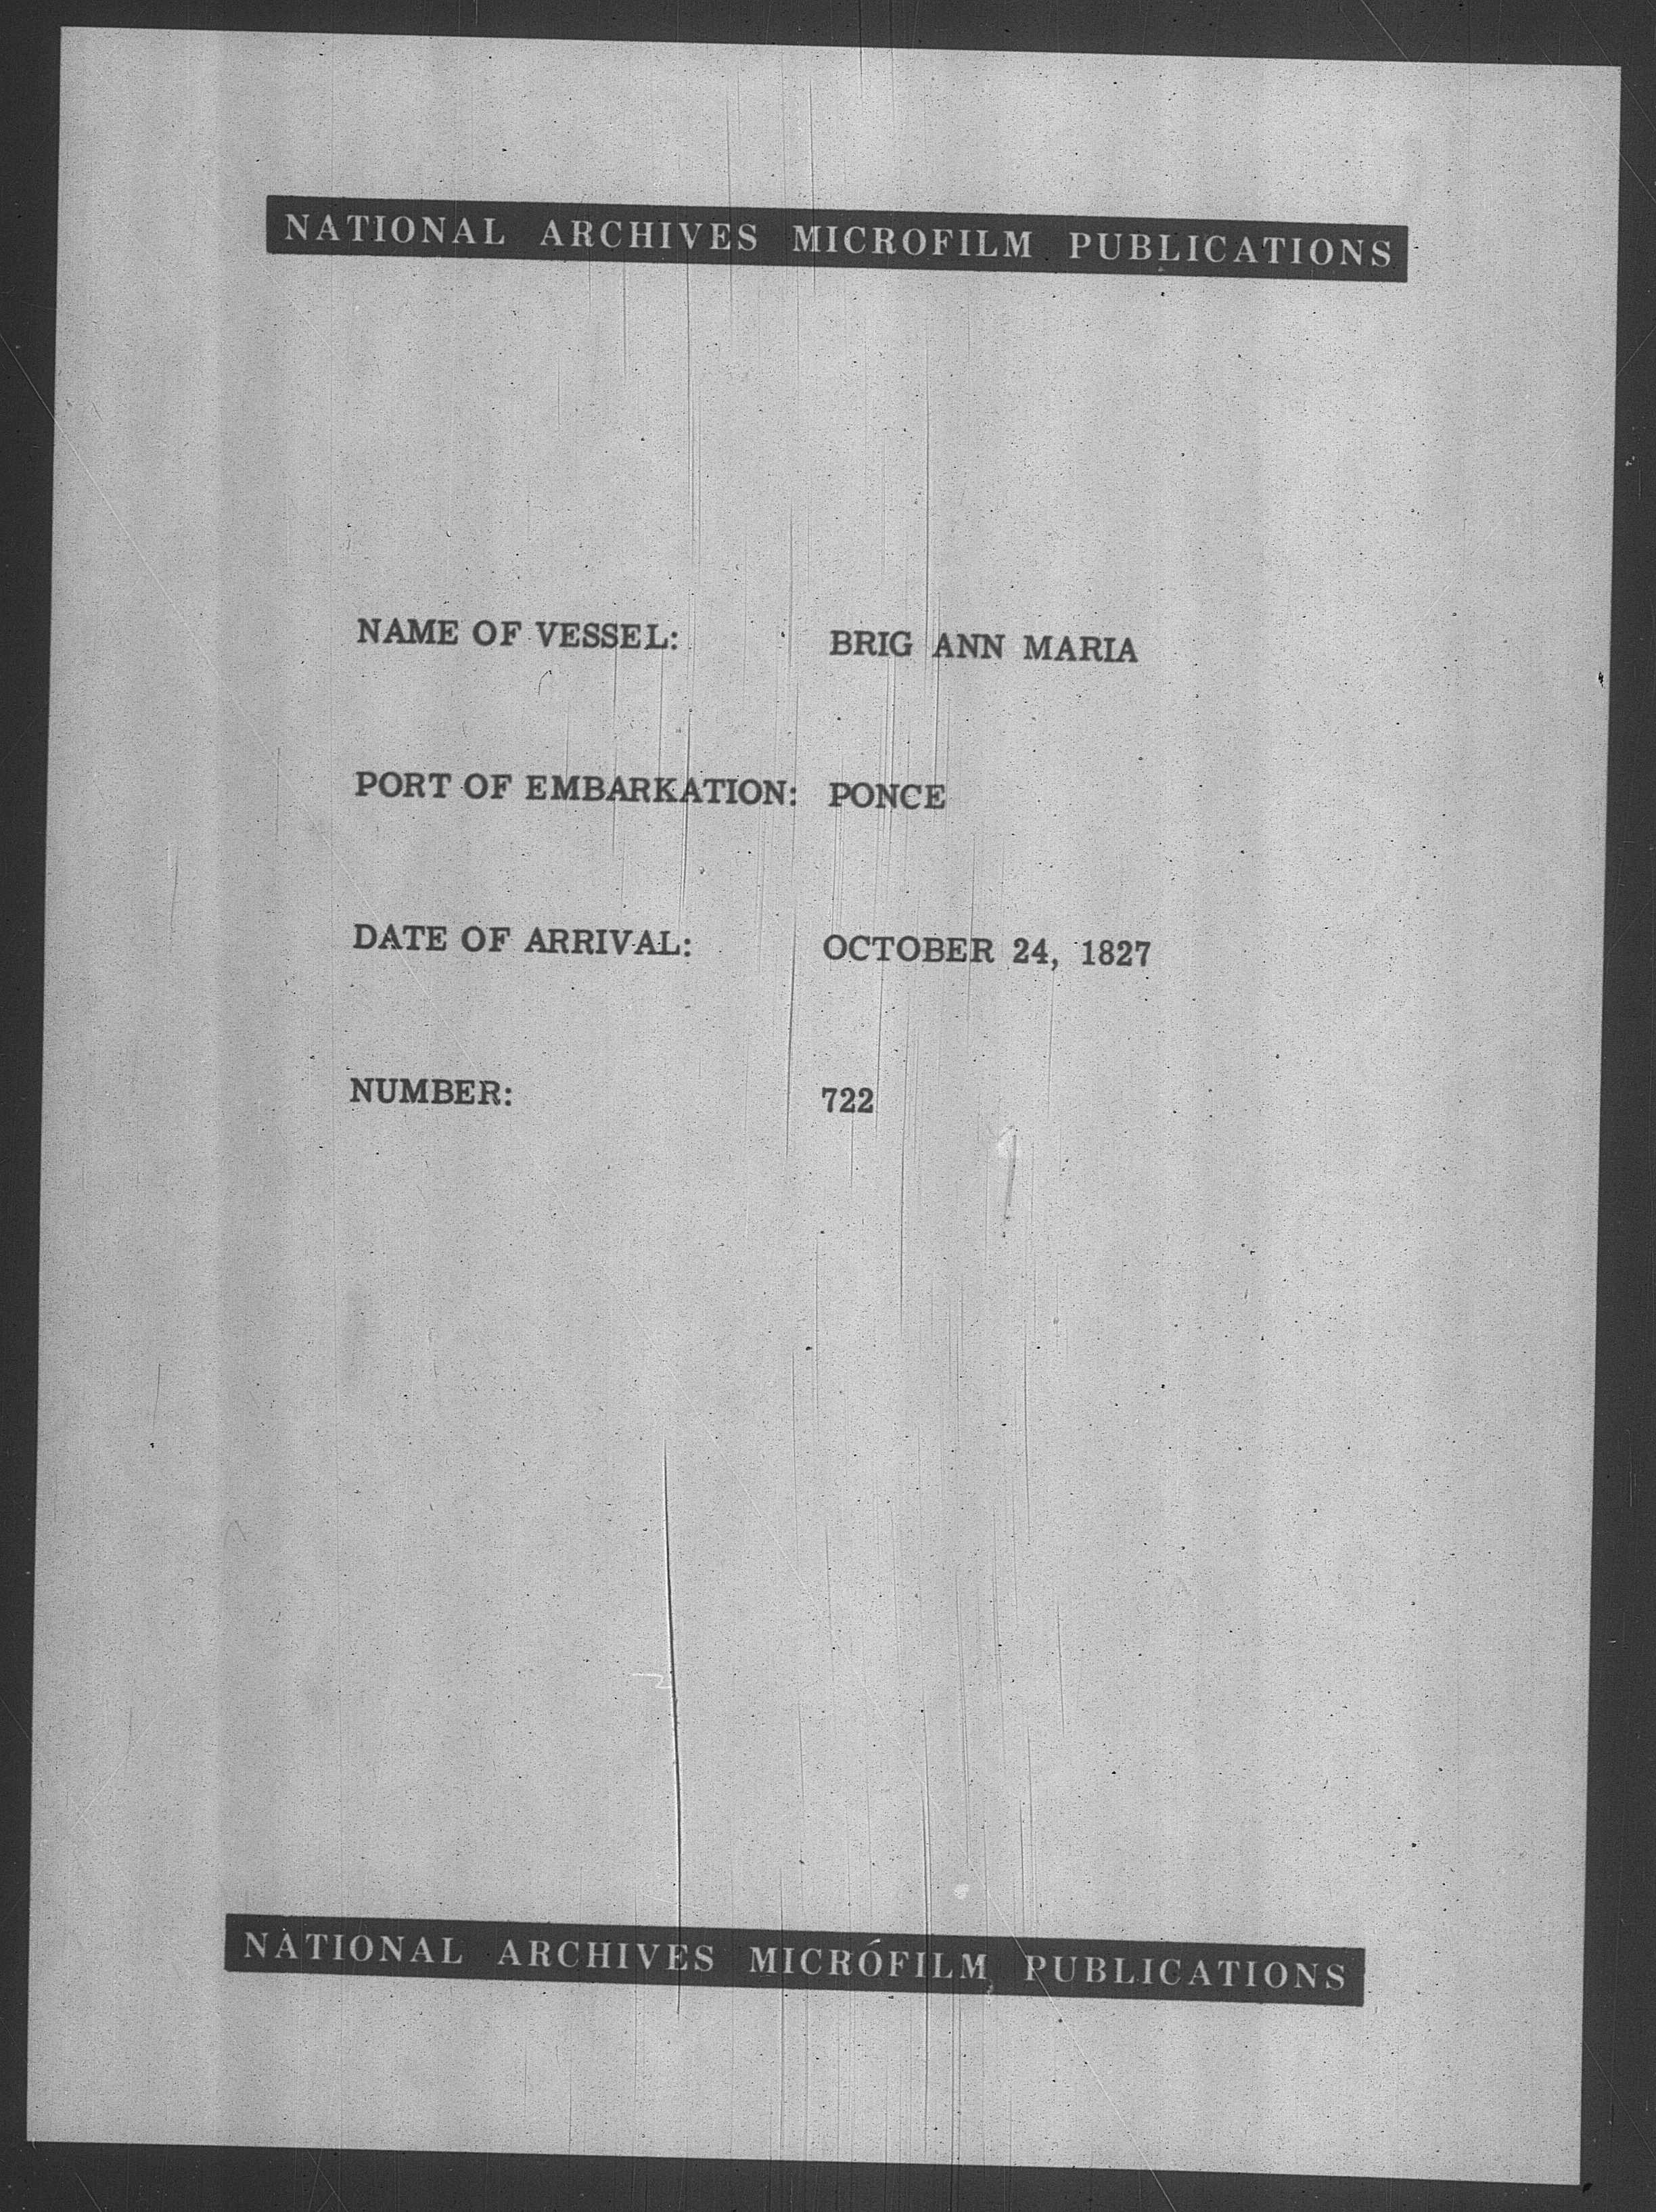 NATIONAL ARCHIVES MICROFILM PUBLICATIONS
NAME OF VESSEL: BRIG ANN MARIA
PORT OF EMBARKATION: PONCE
DATE OF ARRIVAL: OCTOBER 24, 1827
NUMBER: 722
NATIONAL ARCHIVES MICROFILM PUBLICATIONS